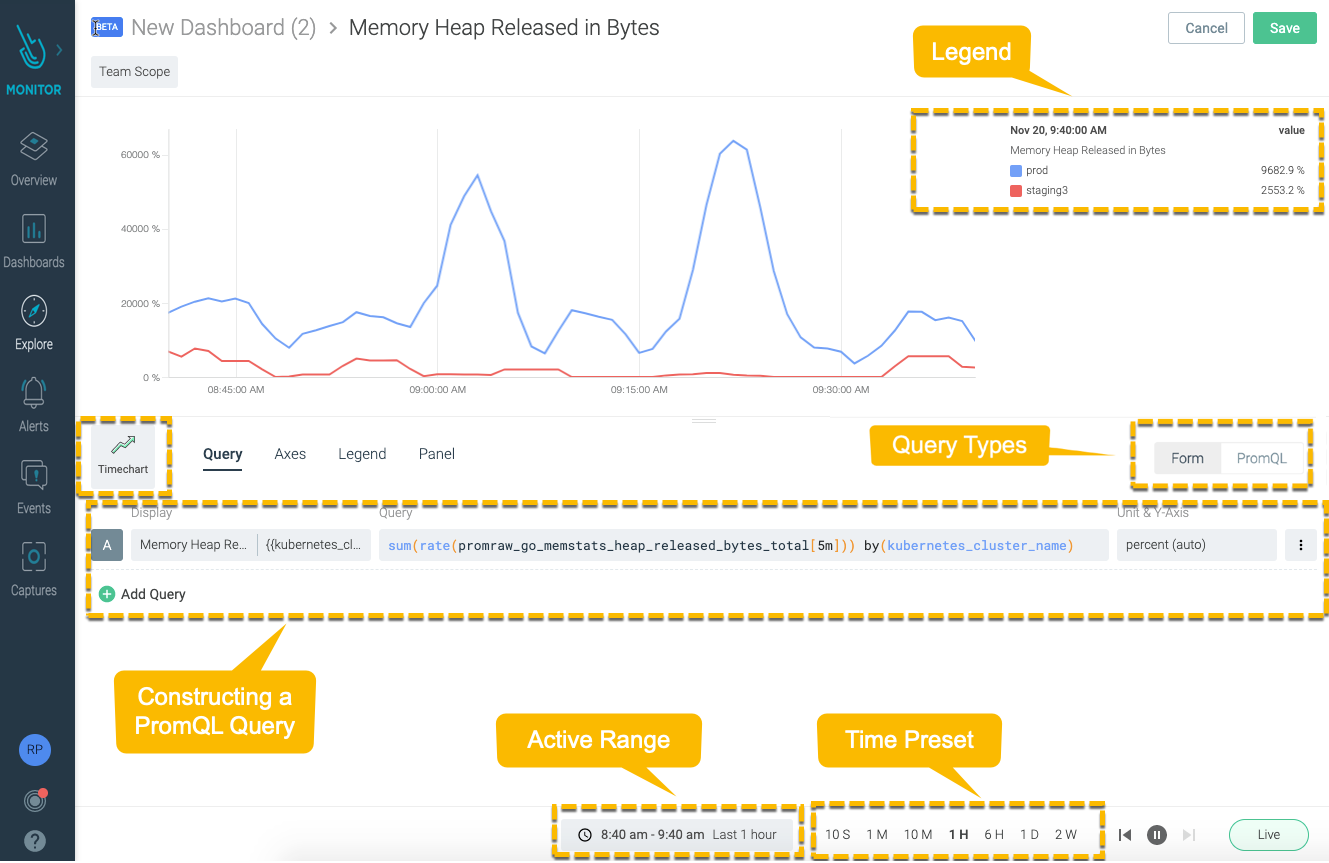 BETA New Dashboard (2) > Memory Heap Released in Bytes
Cancel
Save
Team Scope
Legend
MONITOR
Overview
Dashboards
Explore
Alerts
Events
Captures
RP
?
60000 %
40000 %
20000 %
0 %
08:45:00 AM
09:00:00 AM
09:15:00 AM
09:30:00 AM
Nov 20, 9:40:00 AM value
Memory Heap Released in Bytes
prod 9682.9 %
staging3 2553.2 %
Timechart
Query
Axes
Legend
Panel
Query Types
Form
PromQL
Display
Query
Unit & Y-Axis
A
Memory Heap Re...
{{kubernetes_cl...
sum(rate(promraw_go_memstats_heap_released_bytes_total[5m])) by(kubernetes_cluster_name)
percent (auto)
Add Query
Constructing a
PromQL Query
Active Range
Time Preset
8:40 am - 9:40 am Last 1 hour
10 S 1 M 10 M 1 H 6 H 1 D 2 W
Live